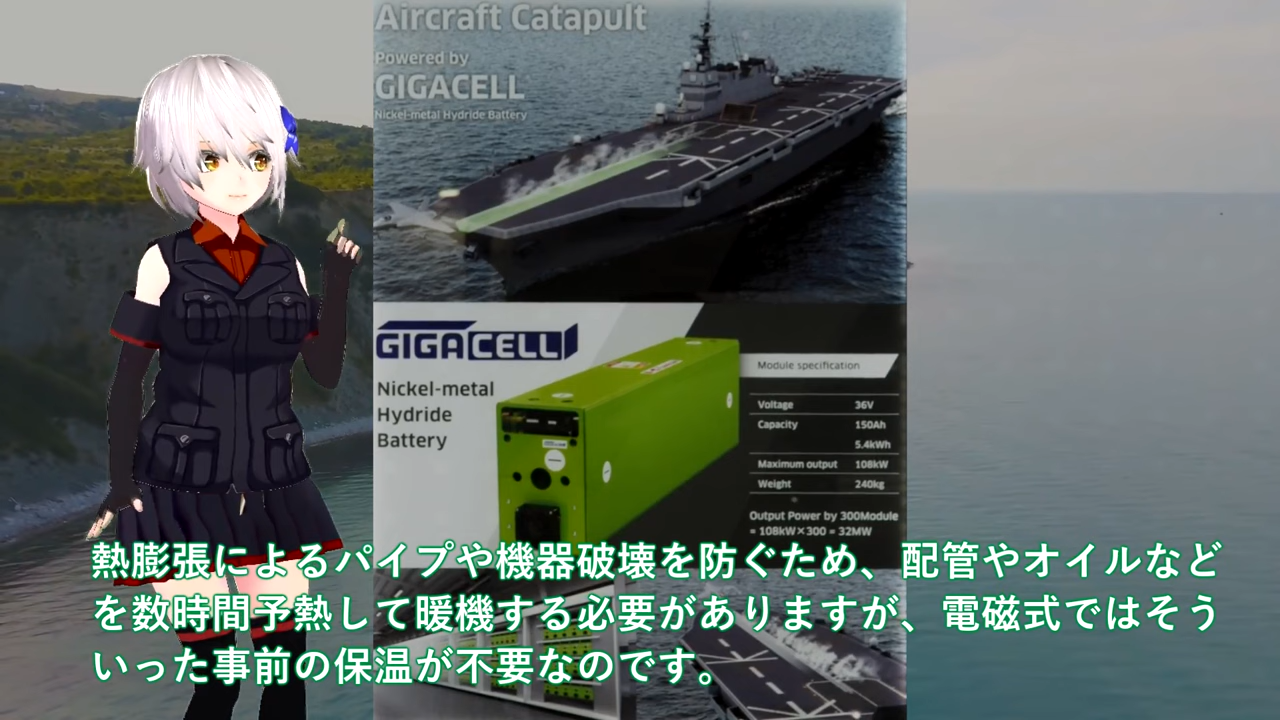 Aircraft Catapult
Powered by
GIGACELL
Nickel-metal Hydride Battery
GIGACELL
Nickel-metal
Hydride
Battery
Module specification
Voltage 36V
Capacity 150Ah
5.4kWh
Maximum output 108kW
Weight 240kg
Output Power by 300Module
= 108kW×300 = 32MW
熱膨張によるパイプや機器破壊を防ぐため、配管やオイルなど
を数時間予熱して暖機する必要がありますが、電磁式ではそう
いった事前の保温が不要なのです。